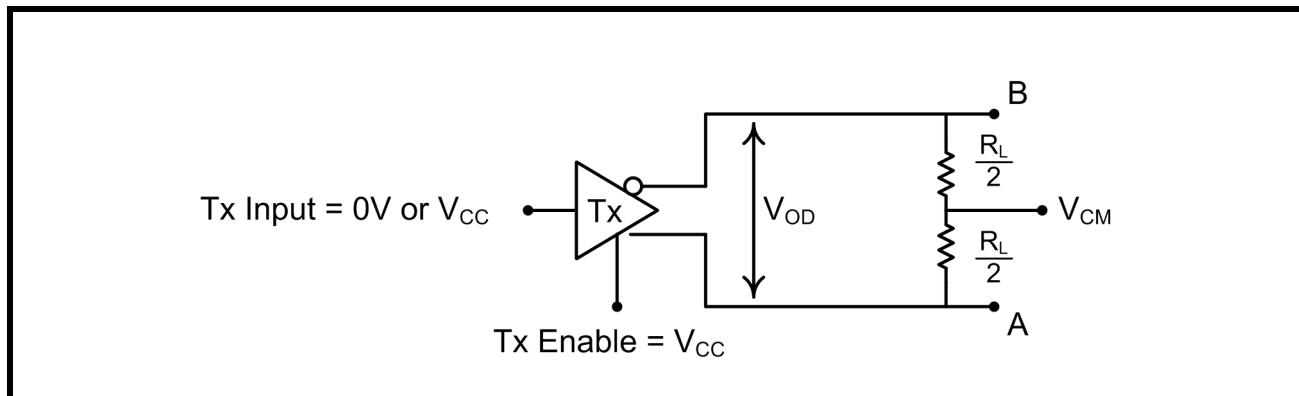 B
R_L/2
Tx Input = 0V or V_CC
Tx
V_OD
V_CM
R_L/2
A
Tx Enable = V_CC